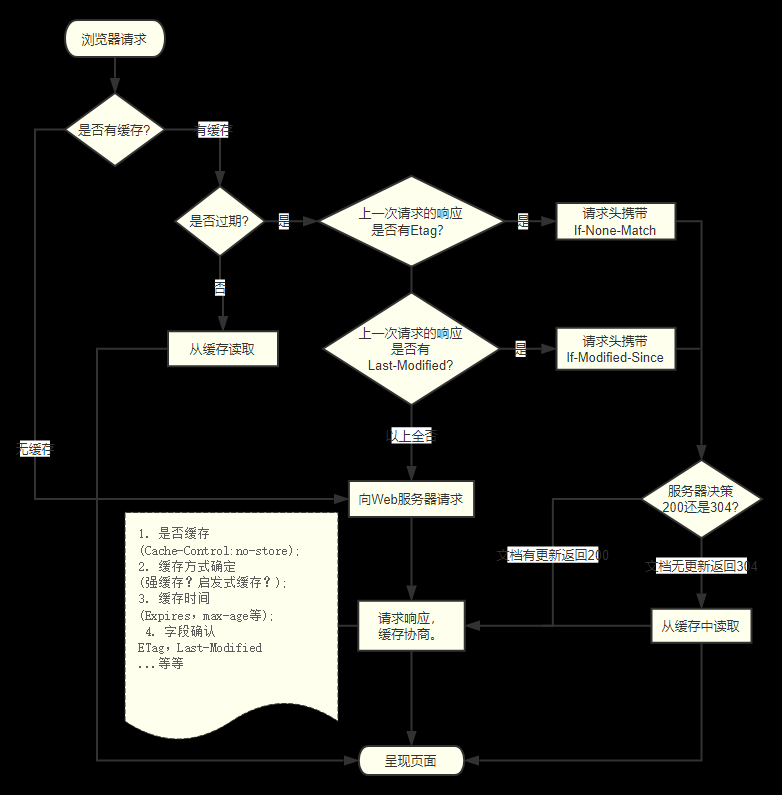 浏览器请求
是否有缓存?
有缓存
是否过期?
是
上一次请求的响应
是否有Etag?
是
请求头携带
If-None-Match
否
从缓存读取
上一次请求的响应
是否有
Last-Modified?
是
请求头携带
If-Modified-Since
无缓存
以上全否
向Web服务器请求
服务器决策
200还是304?
1. 是否缓存
(Cache-Control:no-store);
2. 缓存方式确定
(强缓存? 启发式缓存? );
3. 缓存时间
(Expires, max-age等);
4. 字段确认
ETag, Last-Modified
...等等
文档有更新返回200
文档无更新返回304
请求响应,
缓存协商。
从缓存中读取
呈现页面